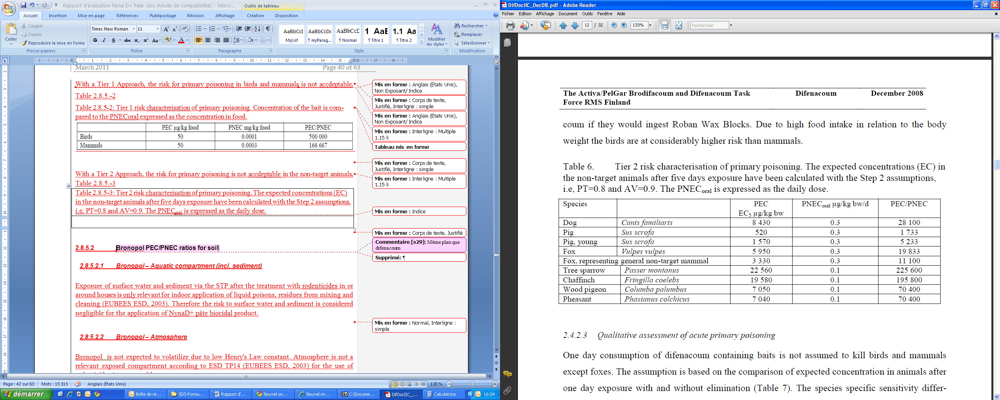 Rapport d'évaluation Nyna D+ Pate .doc [Mode de compatibilité] - Micro...
Outils de tableau
Accueil Insertion Mise en page Références Publipostage Révision Affichage Création Disposition
Coller
Couper
Copier
Reproduire la mise en forme
Presse-papiers
Times New Roman 11
Police
Paragraphe
AaBbCcI AaBbCcDc AaBbCcI 1 AaE 1.1 Aa
MyList ¶ myParag... ¶ Normal ¶ Titre 1 ¶ Titre 2
Modifier
les styles
Style
Rechercher
Remplacer
Sélectionner
Modification
March 2011 Page 40 of 63
With a Tier 1 Approach, the risk for primary poisoning in birds and mammals is not accdeptable.
Table 2.8.5.-2
Table 2.8.5-2: Tier 1 risk characterisation of primary poisoning. Concentration of the bait is com-
pared to the PNECoral expressed as the concentration in food.
PEC µg/kg food PNEC mg/kg food PEC/PNEC
Birds 50 0.0001 500 000
Mammals 50 0.0003 166 667
With a Tier 2 Approach, the risk for primary poisoning is not accdeptable in the non-target animals.
Table 2.8.5.-3
Table 2.8.5-3: Tier 2 risk characterisation of primary poisoning. The expected concentrations (EC)
in the non-target animals after five days exposure have been calculated with the Step 2 assumptions,
i.e, PT=0.8 and AV=0.9. The PNECoral is expressed as the daily dose.
2.8.5.2 Bronopol PEC/PNEC ratios for soil
2.8.5.2.1 Bronopol – Aquatic compartment (incl. sediment)
Exposure of surface water and sediment via the STP after the treatment with rodenticides in or
around houses is only relevant for indoor application of liquid poisons, residues from mixing and
cleaning (EUBEES ESD, 2003). Therefore the risk to surface water and sediment is considered
negligible for the application of NynaD+ pâte biocidal product.
2.8.5.2.2 Bronopol – Atmosphere
Bronopol is not expected to volatilize due to low Henry's Law constant. Atmosphere is not a
relevant exposed compartment according to ESD TP14 (EUBEES ESD, 2003) for the use of
Mis en forme : Anglais (États Unis),
Non Exposant/ Indice
Mis en forme : Corps de texte,
Justifié, Interligne : simple
Mis en forme : Anglais (États Unis),
Non Exposant/ Indice
Mis en forme : Interligne : Multiple
1.15 li
Tableau mis en forme
Mis en forme : Corps de texte,
Justifié, Interligne : simple
Mis en forme : Interligne : Multiple
1.15 li
Mis en forme : Indice
Mis en forme : Corps de texte, Justifié
Commentaire [s29]: Même plan que
difenacoum
Supprimé: ¶
Mis en forme : Normal, Interligne :
simple
Page : 42 sur 63 Mots : 15 315 Anglais (États Unis) 120 %
démarrer
Boîte de ré... SDS-Formu... Rapport d'... Nouvel on... Nouvel on... C:\Docume... DifDocIIC_... Calculatrice 16:04
DifDocIIC_Dec08.pdf - Adobe Reader
Fichier Edition Affichage Document Outils Fenêtre Aide
12 / 32 133% Rechercher
The Activa/PelGar Brodifacoum and Difenacoum Task Difenacoum December 2008
Force RMS Finland
coum if they would ingest Roban Wax Blocks. Due to high food intake in relation to the body
weight the birds are at considerably higher risk than mammals.
Table 6. Tier 2 risk characterisation of primary poisoning. The expected concentrations (EC) in
the non-target animals after five days exposure have been calculated with the Step 2 assumptions,
i.e, PT=0.8 and AV=0.9. The PNECoral is expressed as the daily dose.
Species PEC PNECoral µg/kg bw/d PEC/PNEC
EC5 µg/kg bw
Dog Canis familiaris 8 430 0.3 28 100
Pig Sus scrofa 520 0.3 1 733
Pig, young Sus scrofa 1 570 0.3 5 233
Fox Vulpes vulpes 5 950 0.3 19 833
Fox, representing general non-target mammal 3 330 0.3 11 100
Tree sparrow Passer montanus 22 560 0.1 225 600
Chaffinch Fringilla coelebs 19 580 0.1 195 800
Wood pigeon Columba palumbus 7 050 0.1 70 400
Pheasant Phasianus colchicus 7 040 0.1 70 400
2.4.2.3 Qualitative assessment of acute primary poisoning
One day consumption of difenacoum containing baits is not assumed to kill birds and mammals
except foxes. The assumption is based on the comparison of expected concentration in animals after
one day exposure with and without elimination (Table 7). The species specific sensitivity differ-